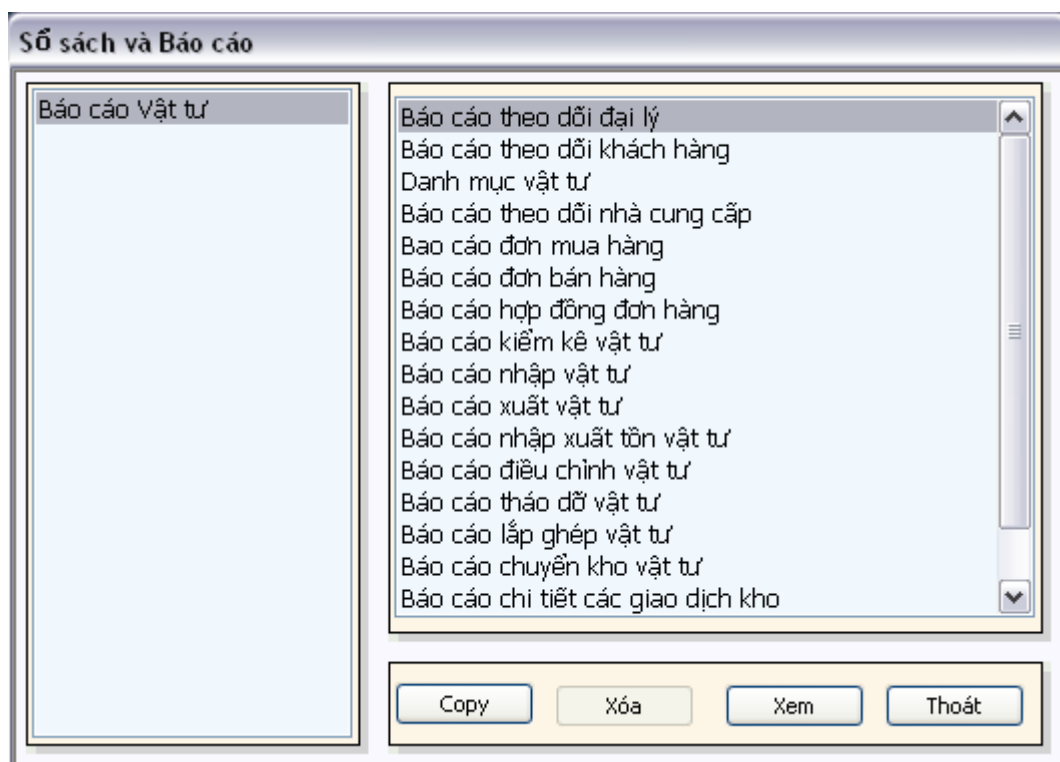 Sổ sách và Báo cáo
Báo cáo Vật tư
Báo cáo theo dõi đại lý
Báo cáo theo dõi khách hàng
Danh mục vật tư
Báo cáo theo dõi nhà cung cấp
Bao cáo đơn mua hàng
Báo cáo đơn bán hàng
Báo cáo hợp đồng đơn hàng
Báo cáo kiểm kê vật tư
Báo cáo nhập vật tư
Báo cáo xuất vật tư
Báo cáo nhập xuất tồn vật tư
Báo cáo điều chỉnh vật tư
Báo cáo tháo dỡ vật tư
Báo cáo lắp ghép vật tư
Báo cáo chuyển kho vật tư
Báo cáo chi tiết các giao dịch kho
Copy Xóa Xem Thoát